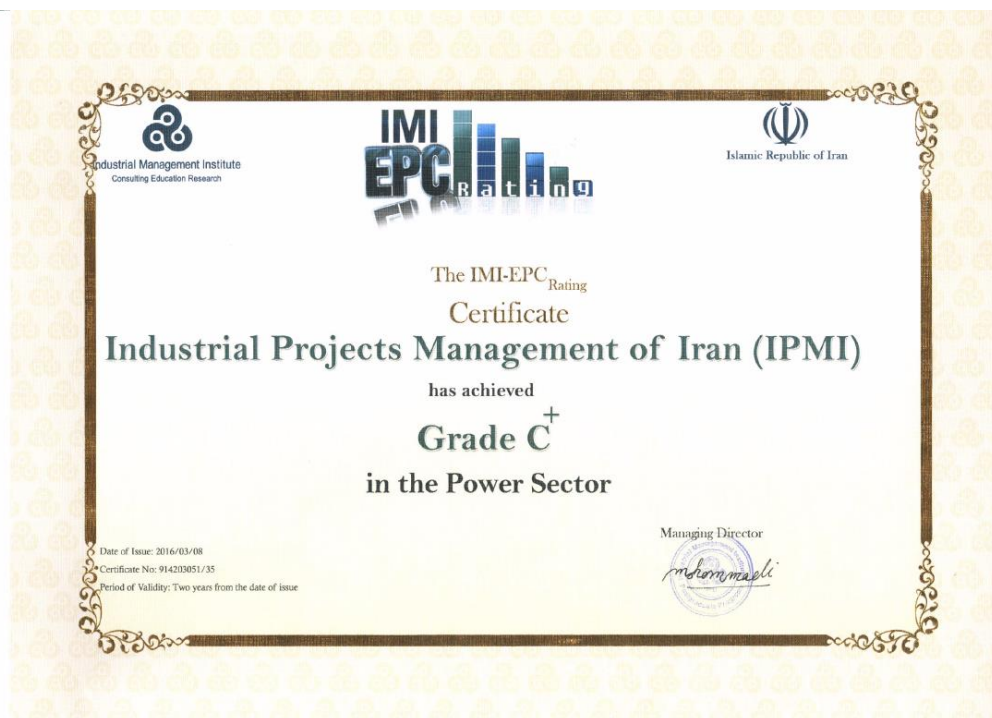 Industrial Management Institute
Consulting Education Research
IMI
EPC
Rating
Islamic Republic of Iran
The IMI-EPC Rating
Certificate
Industrial Projects Management of Iran (IPMI)
has achieved
Grade C+
in the Power Sector
Managing Director
Date of Issue: 2016/03/08
Certificate No: 914203051/35
Period of Validity: Two years from the date of issue